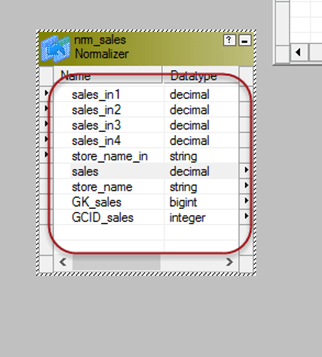 nrm_sales
Normalizer
Name Datatype
sales_in1 decimal
sales_in2 decimal
sales_in3 decimal
sales_in4 decimal
store_name_in string
sales decimal
store_name string
GK_sales bigint
GCID_sales integer